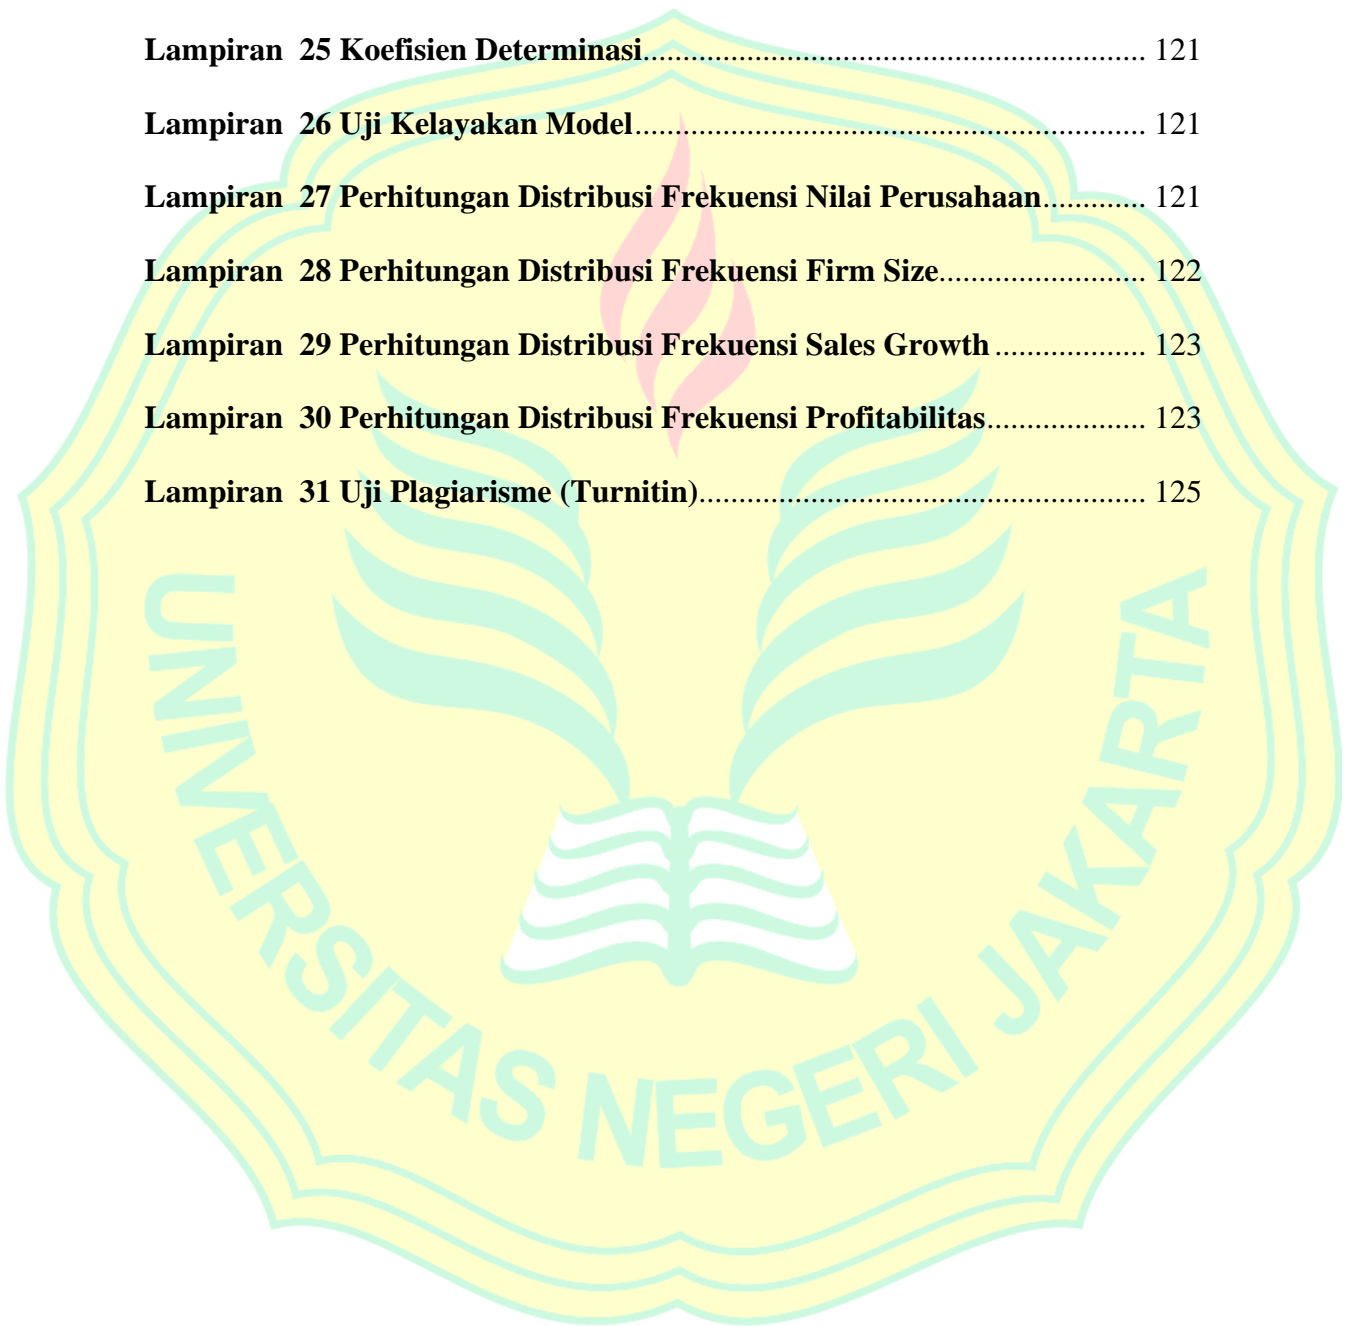 Lampiran  25 Koefisien Determinasi................................................................ 121
Lampiran  26 Uji Kelayakan Model................................................................. 121
Lampiran  27 Perhitungan Distribusi Frekuensi Nilai Perusahaan............. 121
Lampiran  28 Perhitungan Distribusi Frekuensi Firm Size.......................... 122
Lampiran  29 Perhitungan Distribusi Frekuensi Sales Growth ................... 123
Lampiran  30 Perhitungan Distribusi Frekuensi Profitabilitas.................... 123
Lampiran  31 Uji Plagiarisme (Turnitin)......................................................... 125
UNIVERSITAS NEGERI JAKARTA